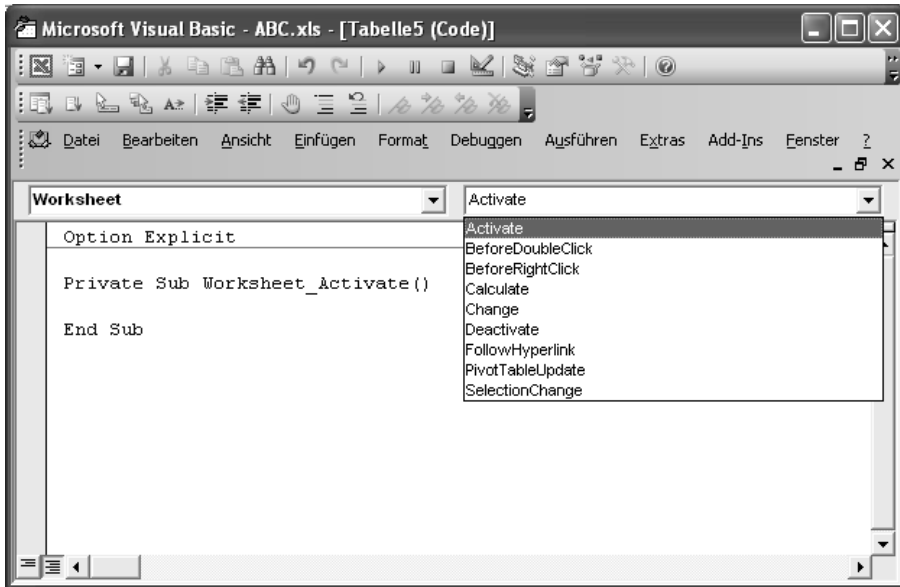 Microsoft Visual Basic - ABC.xls - [Tabelle5 (Code)]
Datei Bearbeiten Ansicht Einfügen Format Debuggen Ausführen Extras Add-Ins Fenster ?
Worksheet
Activate
Activate
BeforeDoubleClick
BeforeRightClick
Calculate
Change
Deactivate
FollowHyperlink
PivotTableUpdate
SelectionChange
Option Explicit
Private Sub Worksheet_Activate()
End Sub